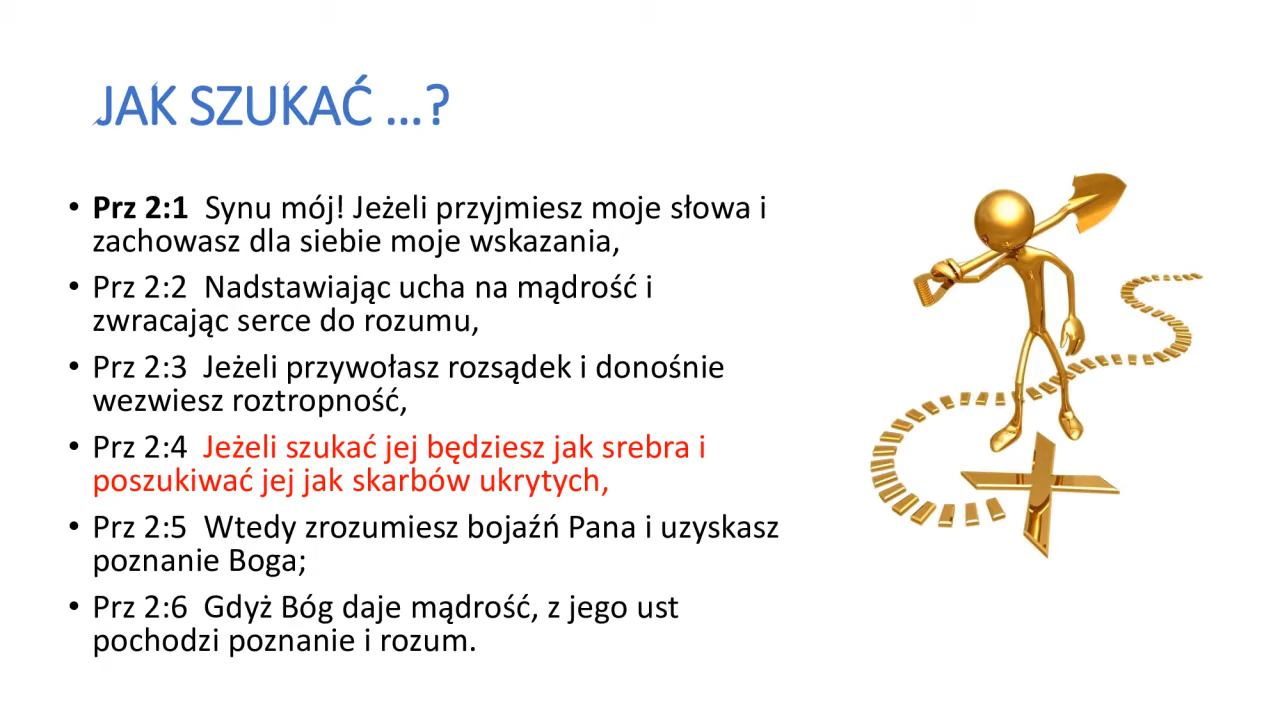 JAK SZUKAĆ ...?
• Prz 2:1  Synu mój! Jeżeli przyjmiesz moje słowa i
zachowasz dla siebie moje wskazania,
• Prz 2:2  Nadstawiając ucha na mądrość i
zwracając serce do rozumu,
• Prz 2:3  Jeżeli przywołasz rozsądek i donośnie
wezwiesz roztropność,
• Prz 2:4  Jeżeli szukać jej będziesz jak srebra i
poszukiwać jej jak skarbów ukrytych,
• Prz 2:5  Wtedy zrozumiesz bojaźń Pana i uzyskasz
poznanie Boga;
• Prz 2:6  Gdyż Bóg daje mądrość, z jego ust
pochodzi poznanie i rozum.